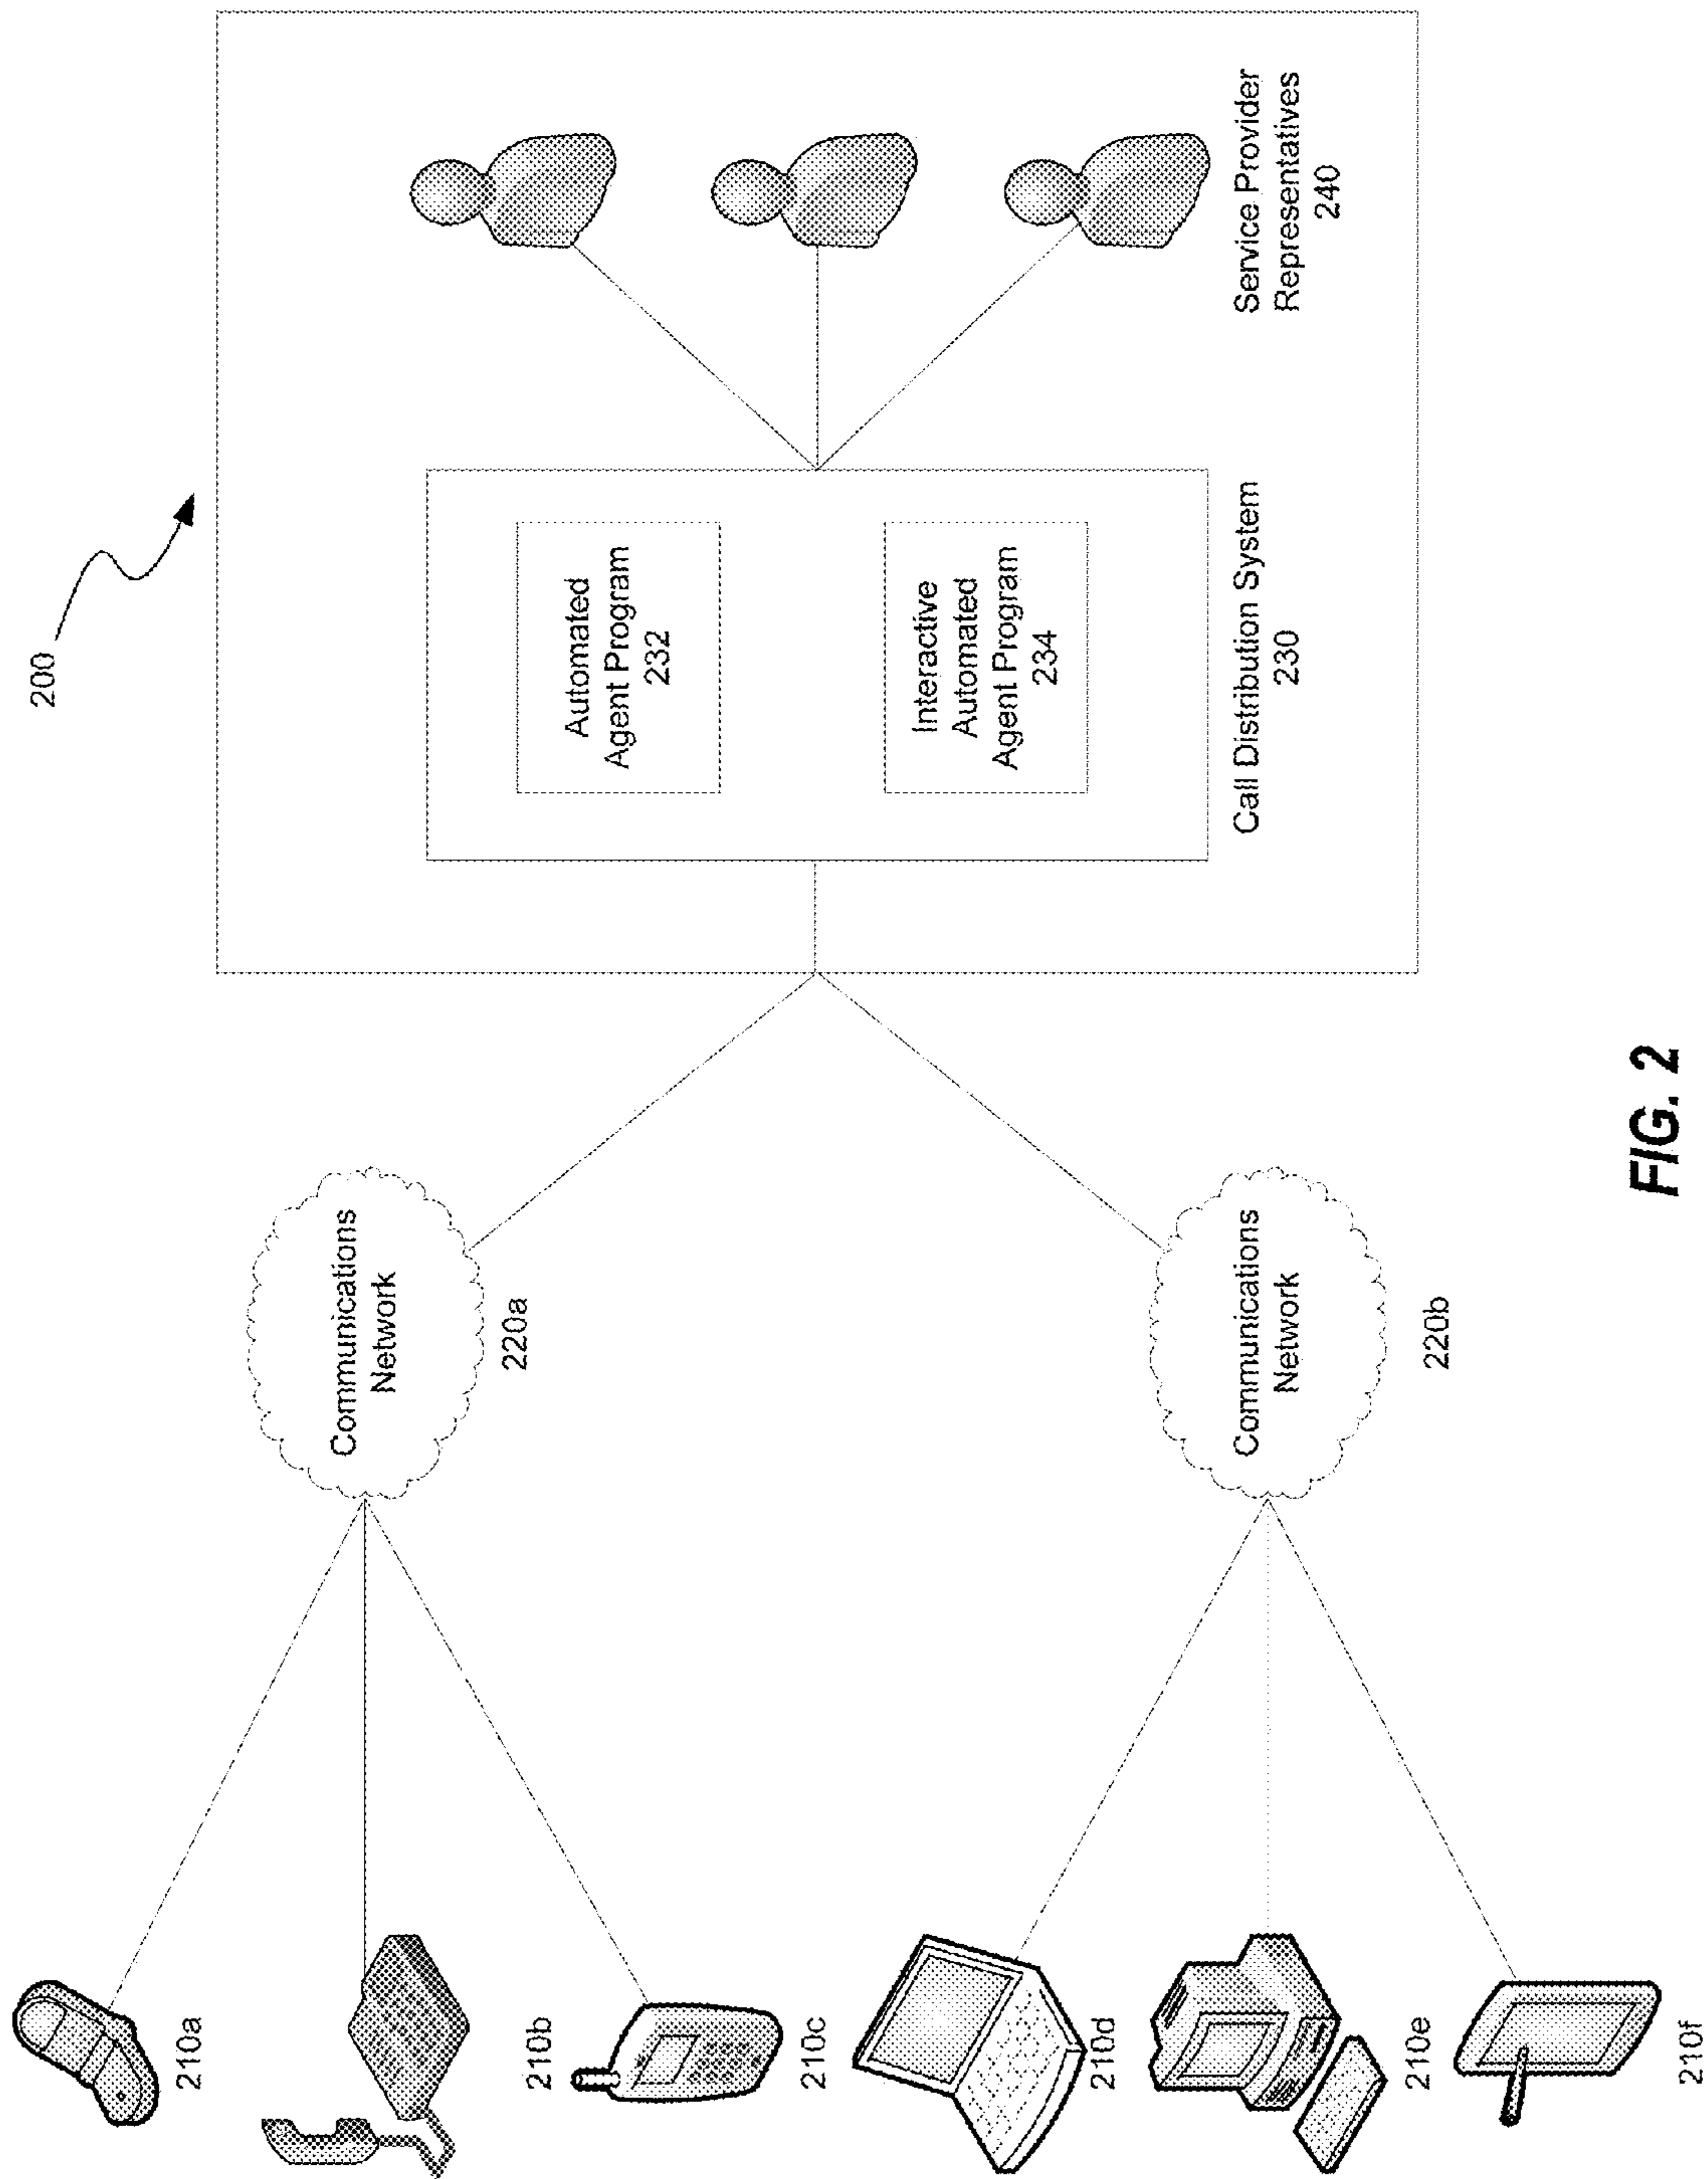 200
210a
210b
210c
210d
210e
210f
Communications
Network
220a
Communications
Network
220b
Automated
Agent Program
232
Interactive
Automated
Agent Program
234
Call Distribution System
230
Service Provider
Representatives
240
FIG. 2